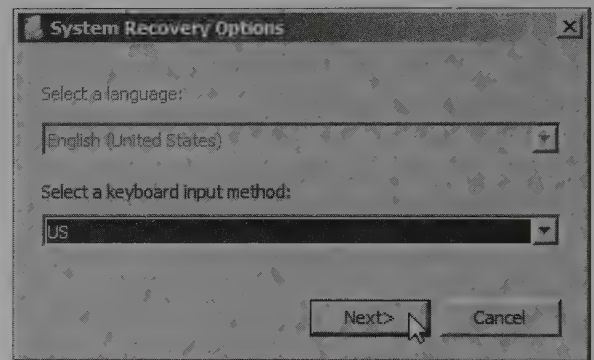 System Recovery Options
Select a language:
English (United States)
Select a keyboard input method:
US
Next>
Cancel